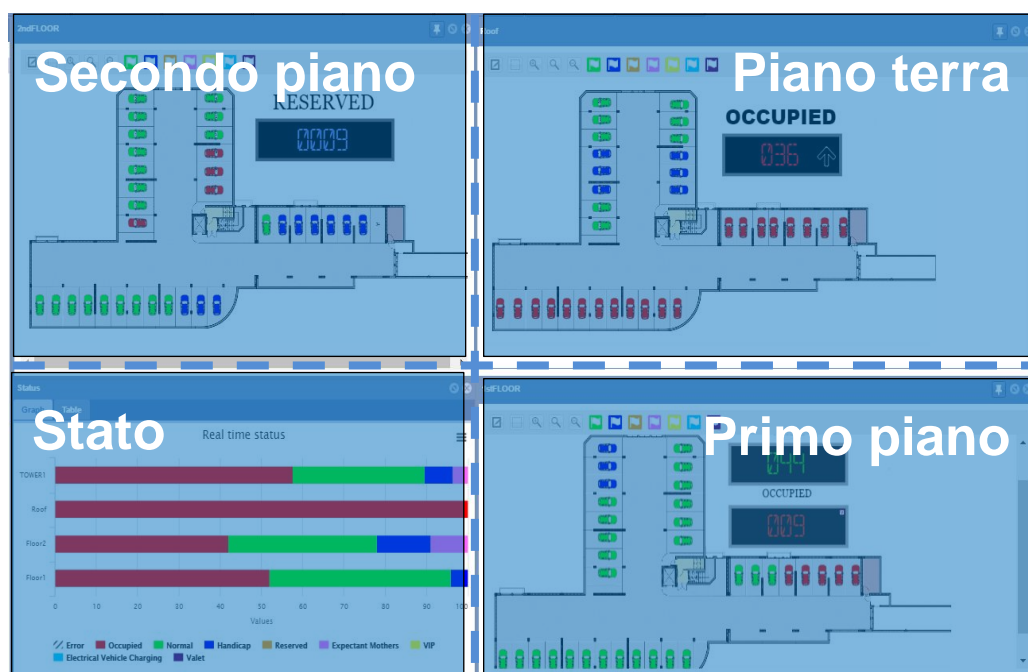 2ndFLOOR
Secondo piano
RESERVED
0009
Roof
Piano terra
OCCUPIED
036
Status
Graph Table
Stato
Real time status
TOWER1
Roof
Floor2
Floor1
0 10 20 30 40 50 60 70 80 90 100
Values
Error Occupied Normal Handicap Reserved Expectant Mothers VIP
Electrical Vehicle Charging Valet
1stFLOOR
Primo piano
044
OCCUPIED
009